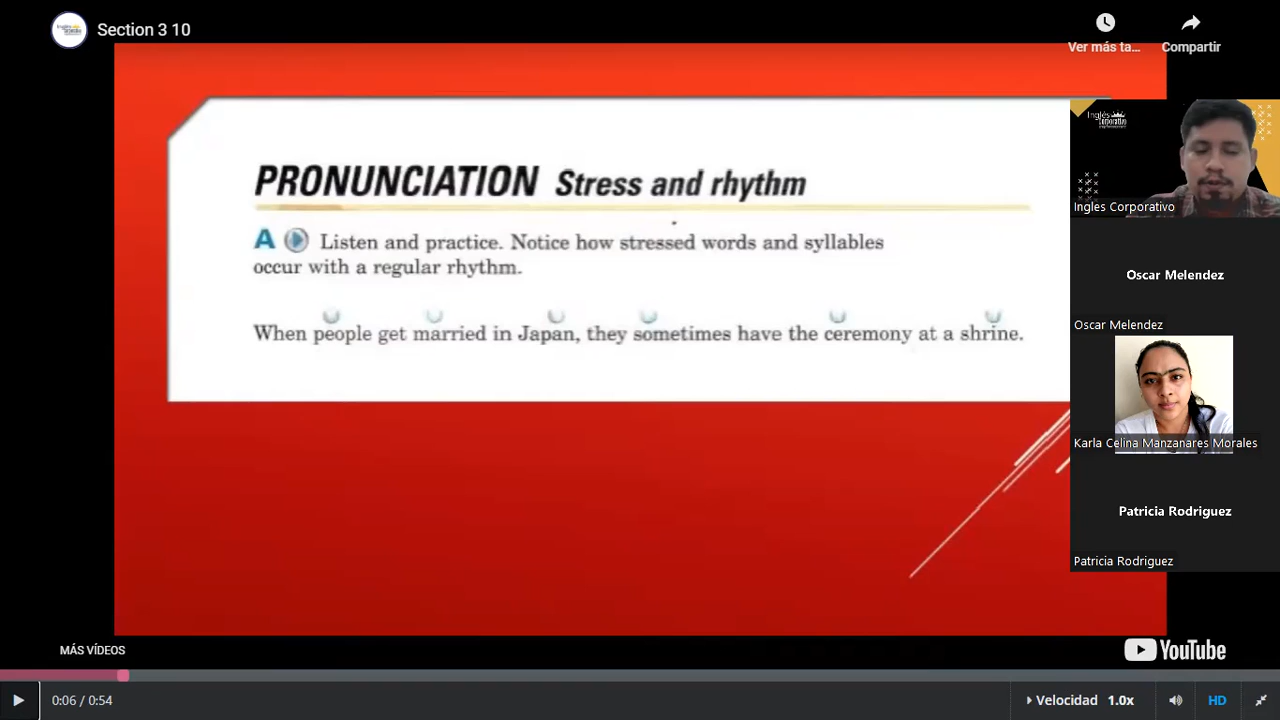 Section 3 10
Ver más ta...
Compartir
PRONUNCIATION Stress and rhythm
A Listen and practice. Notice how stressed words and syllables
occur with a regular rhythm.
When people get married in Japan, they sometimes have the ceremony at a shrine.
Inglés
Corporativo
Ingles Corporativo
Oscar Melendez
Oscar Melendez
Karla Celina Manzanares Morales
Patricia Rodriguez
Patricia Rodriguez
MÁS VÍDEOS
YouTube
0:06 / 0:54
Velocidad 1.0x
HD